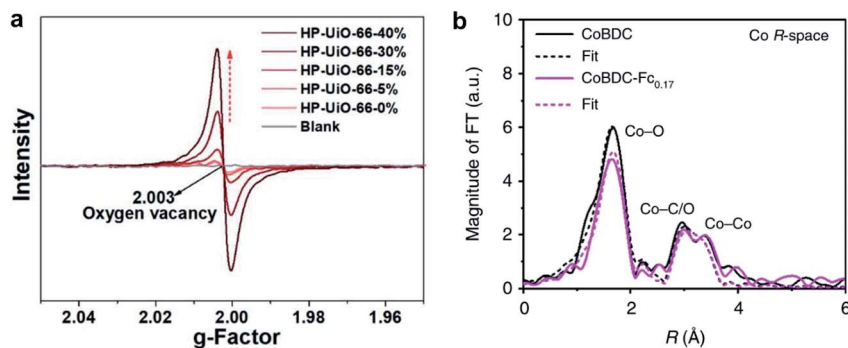 a
HP-UiO-66-40%
HP-UiO-66-30%
HP-UiO-66-15%
HP-UiO-66-5%
HP-UiO-66-0%
Blank
Intensity
2.003
Oxygen vacancy
2.04 2.02 2.00 1.98 1.96
g-Factor
b
CoBDC
Fit
CoBDC-Fc0.17
Fit
Co R-space
Co–O
Co–C/O
Co–Co
Magnitude of FT (a.u.)
10
8
6
4
2
0
0 2 4 6
R (Å)